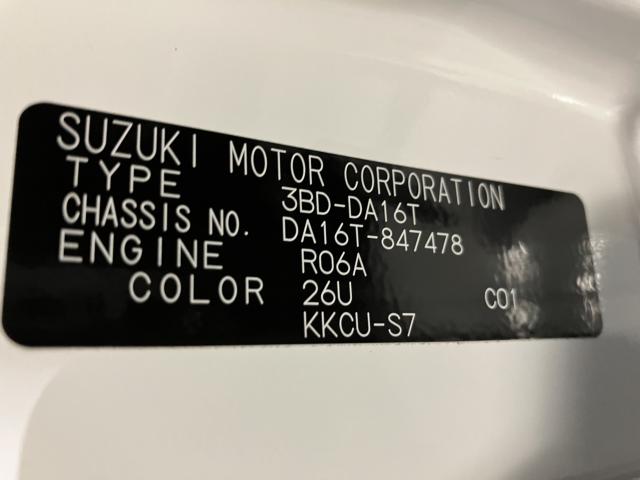 SUZUKI MOTOR CORPORATION
TYPE 3BD-DA16T
CHASSIS NO. DA16T-847478
ENGINE R06A
COLOR 26U C01
KKCU-S7